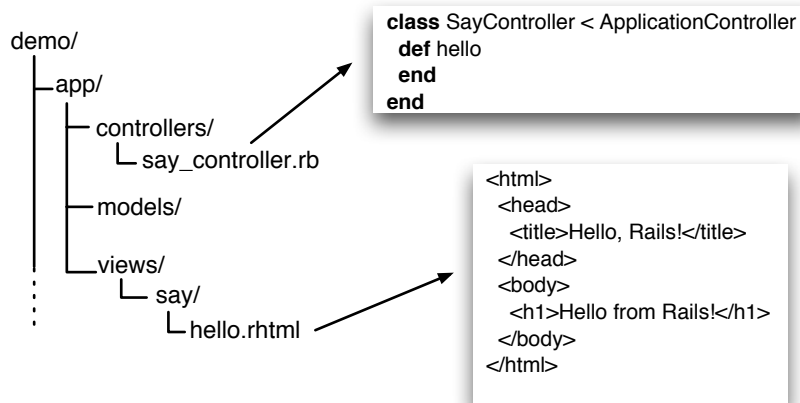 demo/
app/
controllers/
say_controller.rb
models/
views/
say/
hello.rhtml
class SayController < ApplicationController
def hello
end
end
<html>
<head>
<title>Hello, Rails!</title>
</head>
<body>
<h1>Hello from Rails!</h1>
</body>
</html>